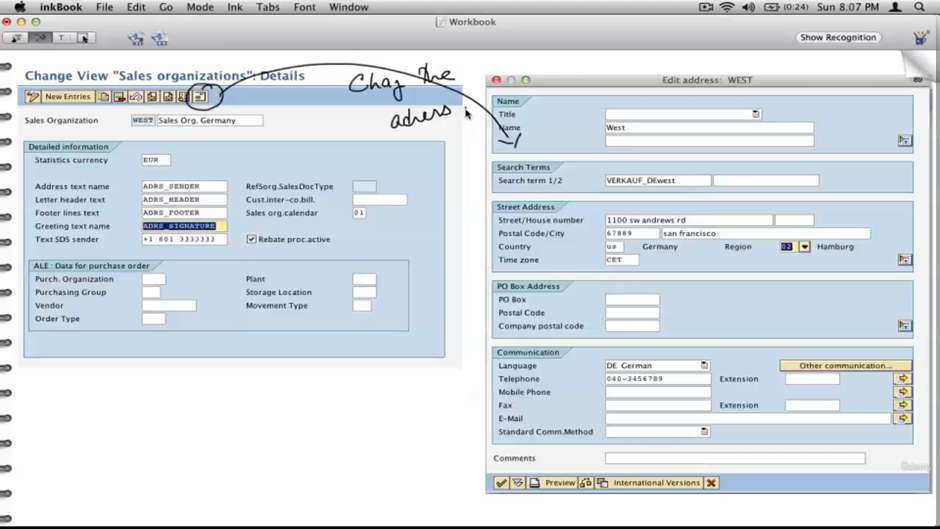 inkBook File Edit Go Mode Ink Tabs Font Window (0:24) Sun 8:07 PM
Workbook
T
Show Recognition
Change View "Sales organizations": Details
New Entries
Sales Organization WEST Sales Org. Germany
Detailed information
Statistics currency EUR
Address text name ADRS_SENDER RefSorg.SalesDocType
Letter header text ADRS_HEADER Cust.inter-co.bill.
Footer lines text ADRS_FOOTER Sales org.calendar 01
Greeting text name ADRS_SIGNATURE
Text SDS sender +1 601 3333333 Rebate proc.active
ALE : Data for purchase order
Purch. Organization Plant
Purchasing Group Storage Location
Vendor Movement Type
Order Type
Chag the
adress
Edit address: WEST
Name
Title
Name West
Search Terms
Search term 1/2 VERKAUF_DEwest
Street Address
Street/House number 1100 sw andrews rd
Postal Code/City 67889 san francisco
Country us Germany Region 02 Hamburg
Time zone CET
PO Box Address
PO Box
Postal Code
Company postal code
Communication
Language DE German Other communication...
Telephone 040-3456789 Extension
Mobile Phone
Fax Extension
E-Mail
Standard Comm.Method
Comments
Preview International Versions
Udemy